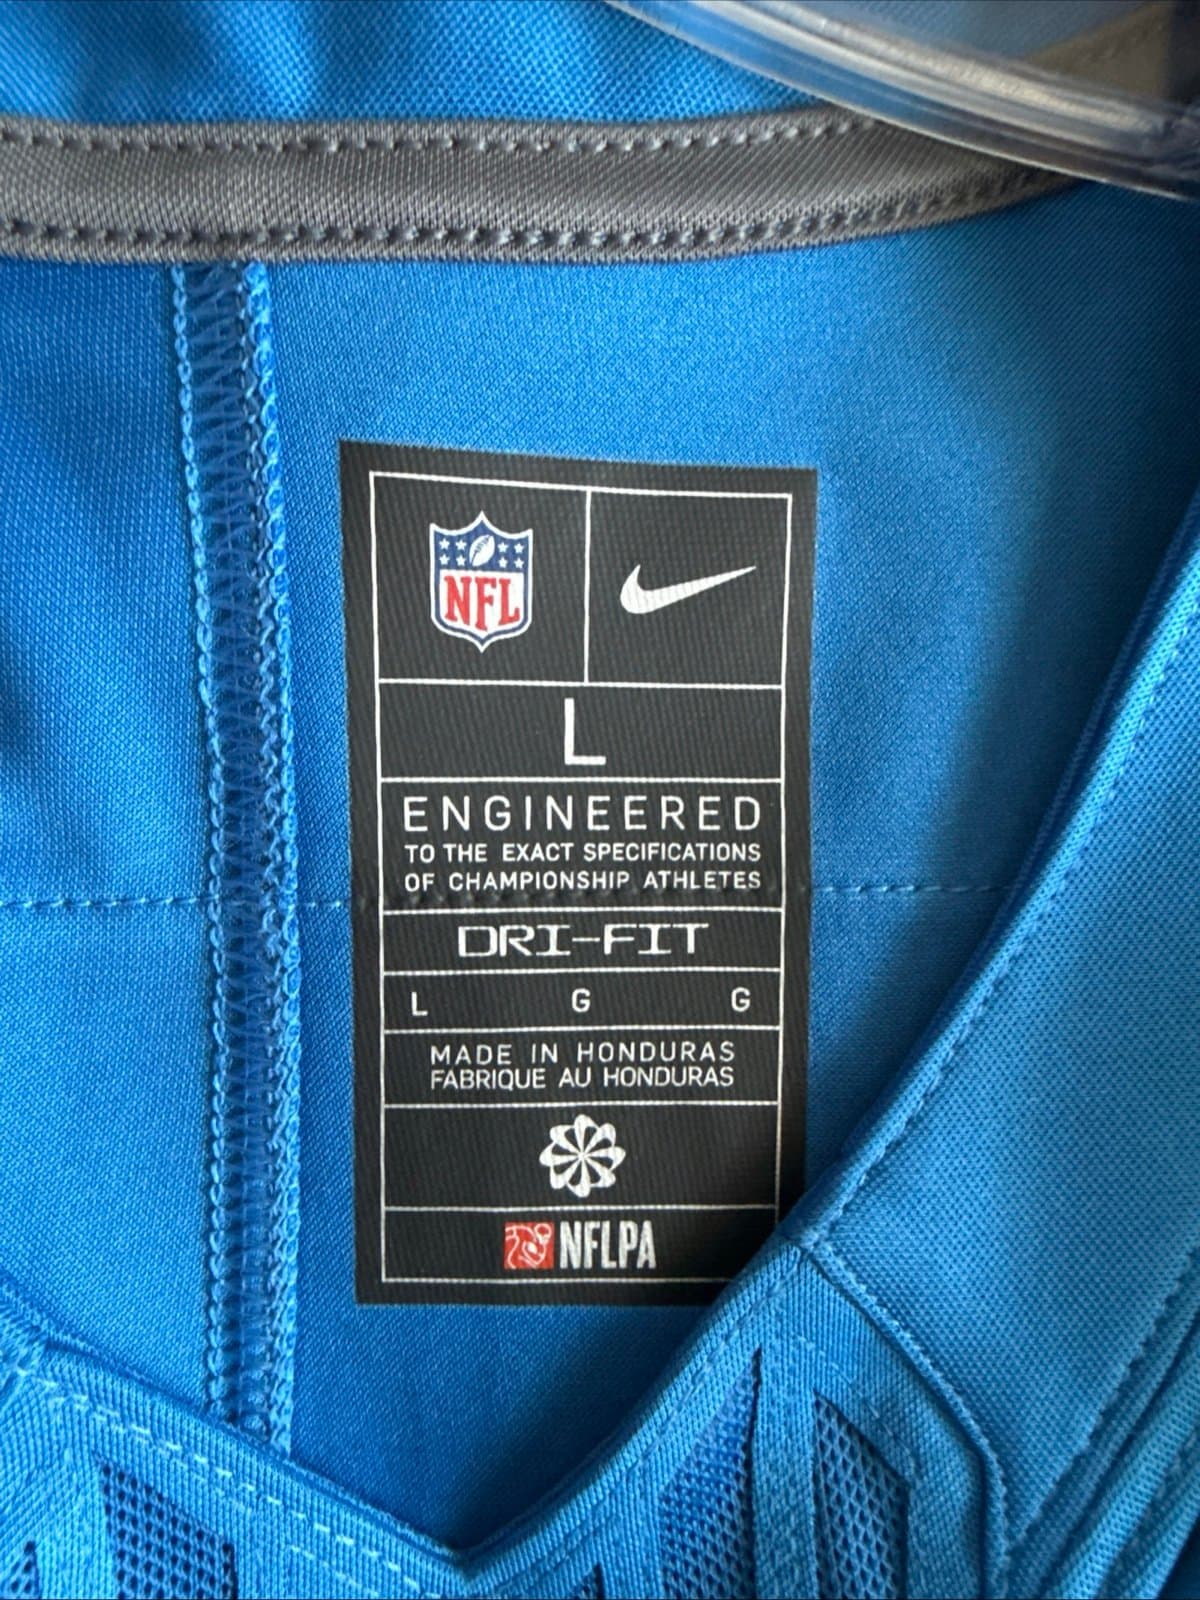 NFL
L
ENGINEERED
TO THE EXACT SPECIFICATIONS
OF CHAMPIONSHIP ATHLETES
DRI-FIT
L G G
MADE IN HONDURAS
FABRIQUE AU HONDURAS
NFLPA